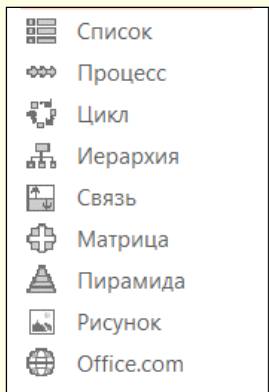 Список
Процесс
Цикл
Иерархия
Связь
Матрица
Пирамида
Рисунок
Office.com